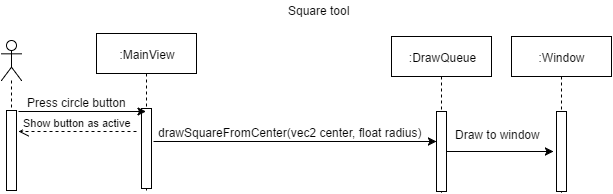 Square tool
:MainView
:DrawQueue
:Window
Press circle button
Show button as active
drawSquareFromCenter(vec2 center, float radius)
Draw to window